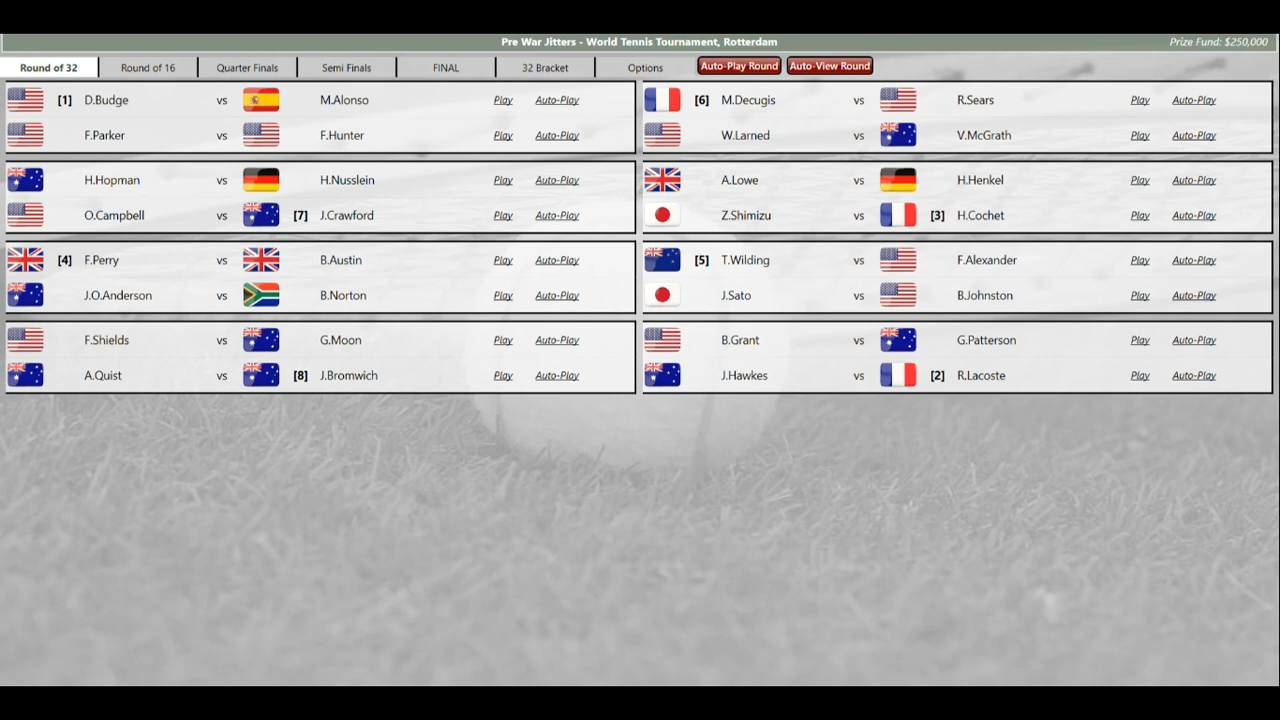 Pre War Jitters - World Tennis Tournament, Rotterdam
Prize Fund: $250,000
Round of 32 Round of 16 Quarter Finals Semi Finals FINAL 32 Bracket Options Auto-Play Round Auto-View Round
[1] D.Budge vs M.Alonso Play Auto-Play
F.Parker vs F.Hunter Play Auto-Play
H.Hopman vs H.Nusslein Play Auto-Play
O.Campbell vs [7] J.Crawford Play Auto-Play
[4] F.Perry vs B.Austin Play Auto-Play
J.O.Anderson vs B.Norton Play Auto-Play
F.Shields vs G.Moon Play Auto-Play
A.Quist vs [8] J.Bromwich Play Auto-Play
[6] M.Decugis vs R.Sears Play Auto-Play
W.Larned vs V.McGrath Play Auto-Play
A.Lowe vs H.Henkel Play Auto-Play
Z.Shimizu vs [3] H.Cochet Play Auto-Play
[5] T.Wilding vs F.Alexander Play Auto-Play
J.Sato vs B.Johnston Play Auto-Play
B.Grant vs G.Patterson Play Auto-Play
J.Hawkes vs [2] R.Lacoste Play Auto-Play